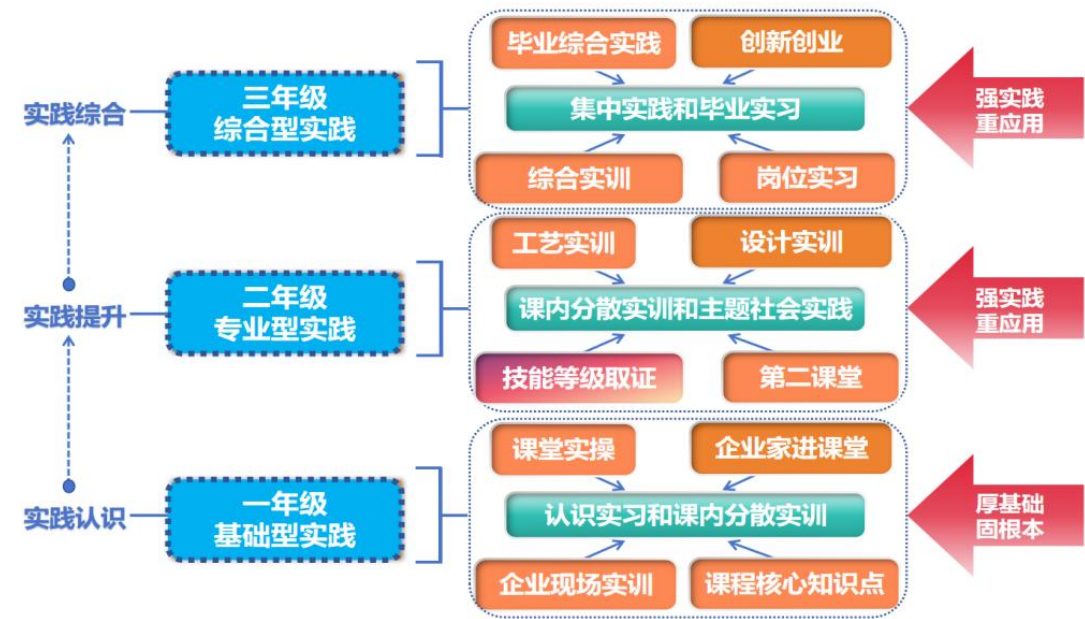 毕业综合实践
创新创业
实践综合
三年级
综合型实践
集中实践和毕业实习
强实践
重应用
综合实训
岗位实习
工艺实训
设计实训
实践提升
二年级
专业型实践
课内分散实训和主题社会实践
强实践
重应用
技能等级取证
第二课堂
课堂实操
企业家进课堂
实践认识
一年级
基础型实践
认识实习和课内分散实训
厚基础
固根本
企业现场实训
课程核心知识点